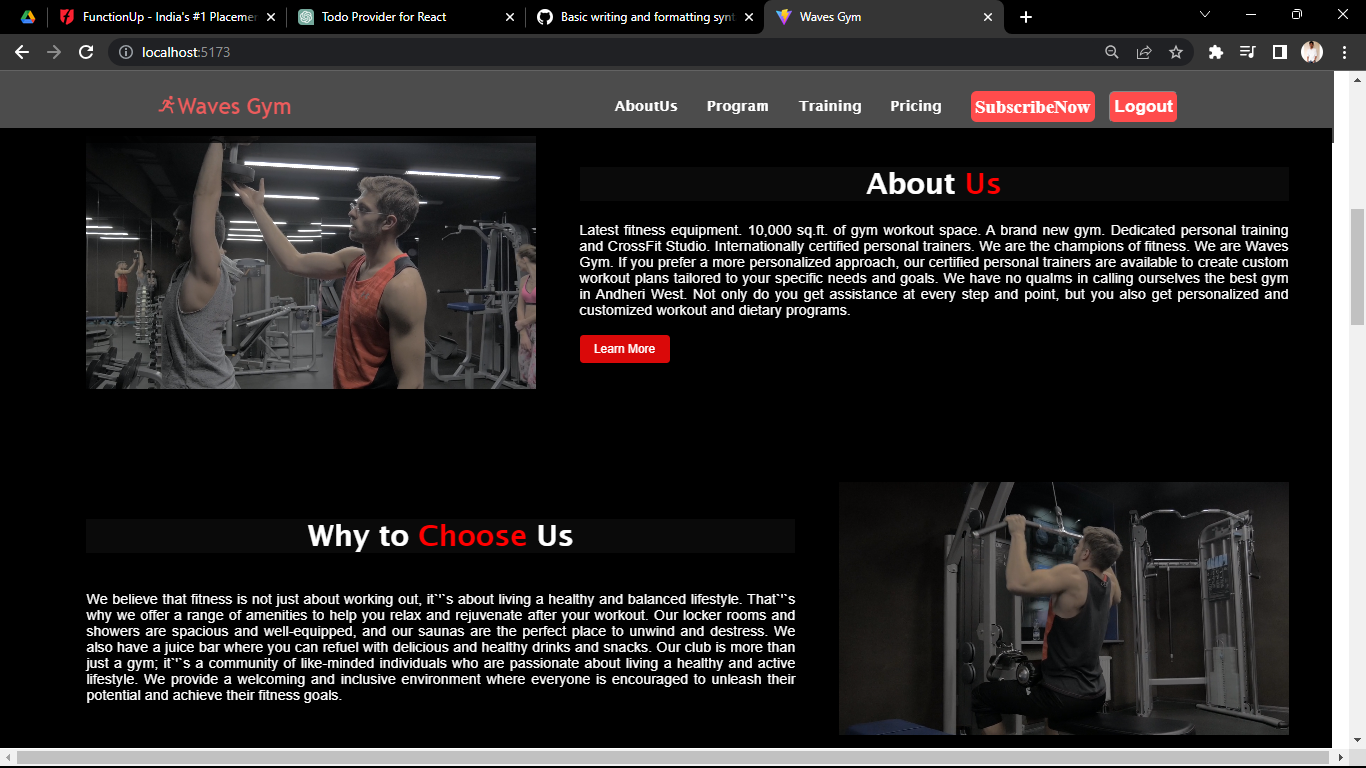 FunctionUp - India's #1 Placemen
Todo Provider for React
Basic writing and formatting synt
Waves Gym
localhost:5173
Waves Gym
AboutUs
Program
Training
Pricing
SubscribeNow
Logout
About Us
Latest fitness equipment. 10,000 sq.ft. of gym workout space. A brand new gym. Dedicated personal training
and CrossFit Studio. Internationally certified personal trainers. We are the champions of fitness. We are Waves
Gym. If you prefer a more personalized approach, our certified personal trainers are available to create custom
workout plans tailored to your specific needs and goals. We have no qualms in calling ourselves the best gym
in Andheri West. Not only do you get assistance at every step and point, but you also get personalized and
customized workout and dietary programs.
Learn More
Why to Choose Us
We believe that fitness is not just about working out, it`'`s about living a healthy and balanced lifestyle. That`'`s
why we offer a range of amenities to help you relax and rejuvenate after your workout. Our locker rooms and
showers are spacious and well-equipped, and our saunas are the perfect place to unwind and destress. We
also have a juice bar where you can refuel with delicious and healthy drinks and snacks. Our club is more than
just a gym; it`'`s a community of like-minded individuals who are passionate about living a healthy and active
lifestyle. We provide a welcoming and inclusive environment where everyone is encouraged to unleash their
potential and achieve their fitness goals.